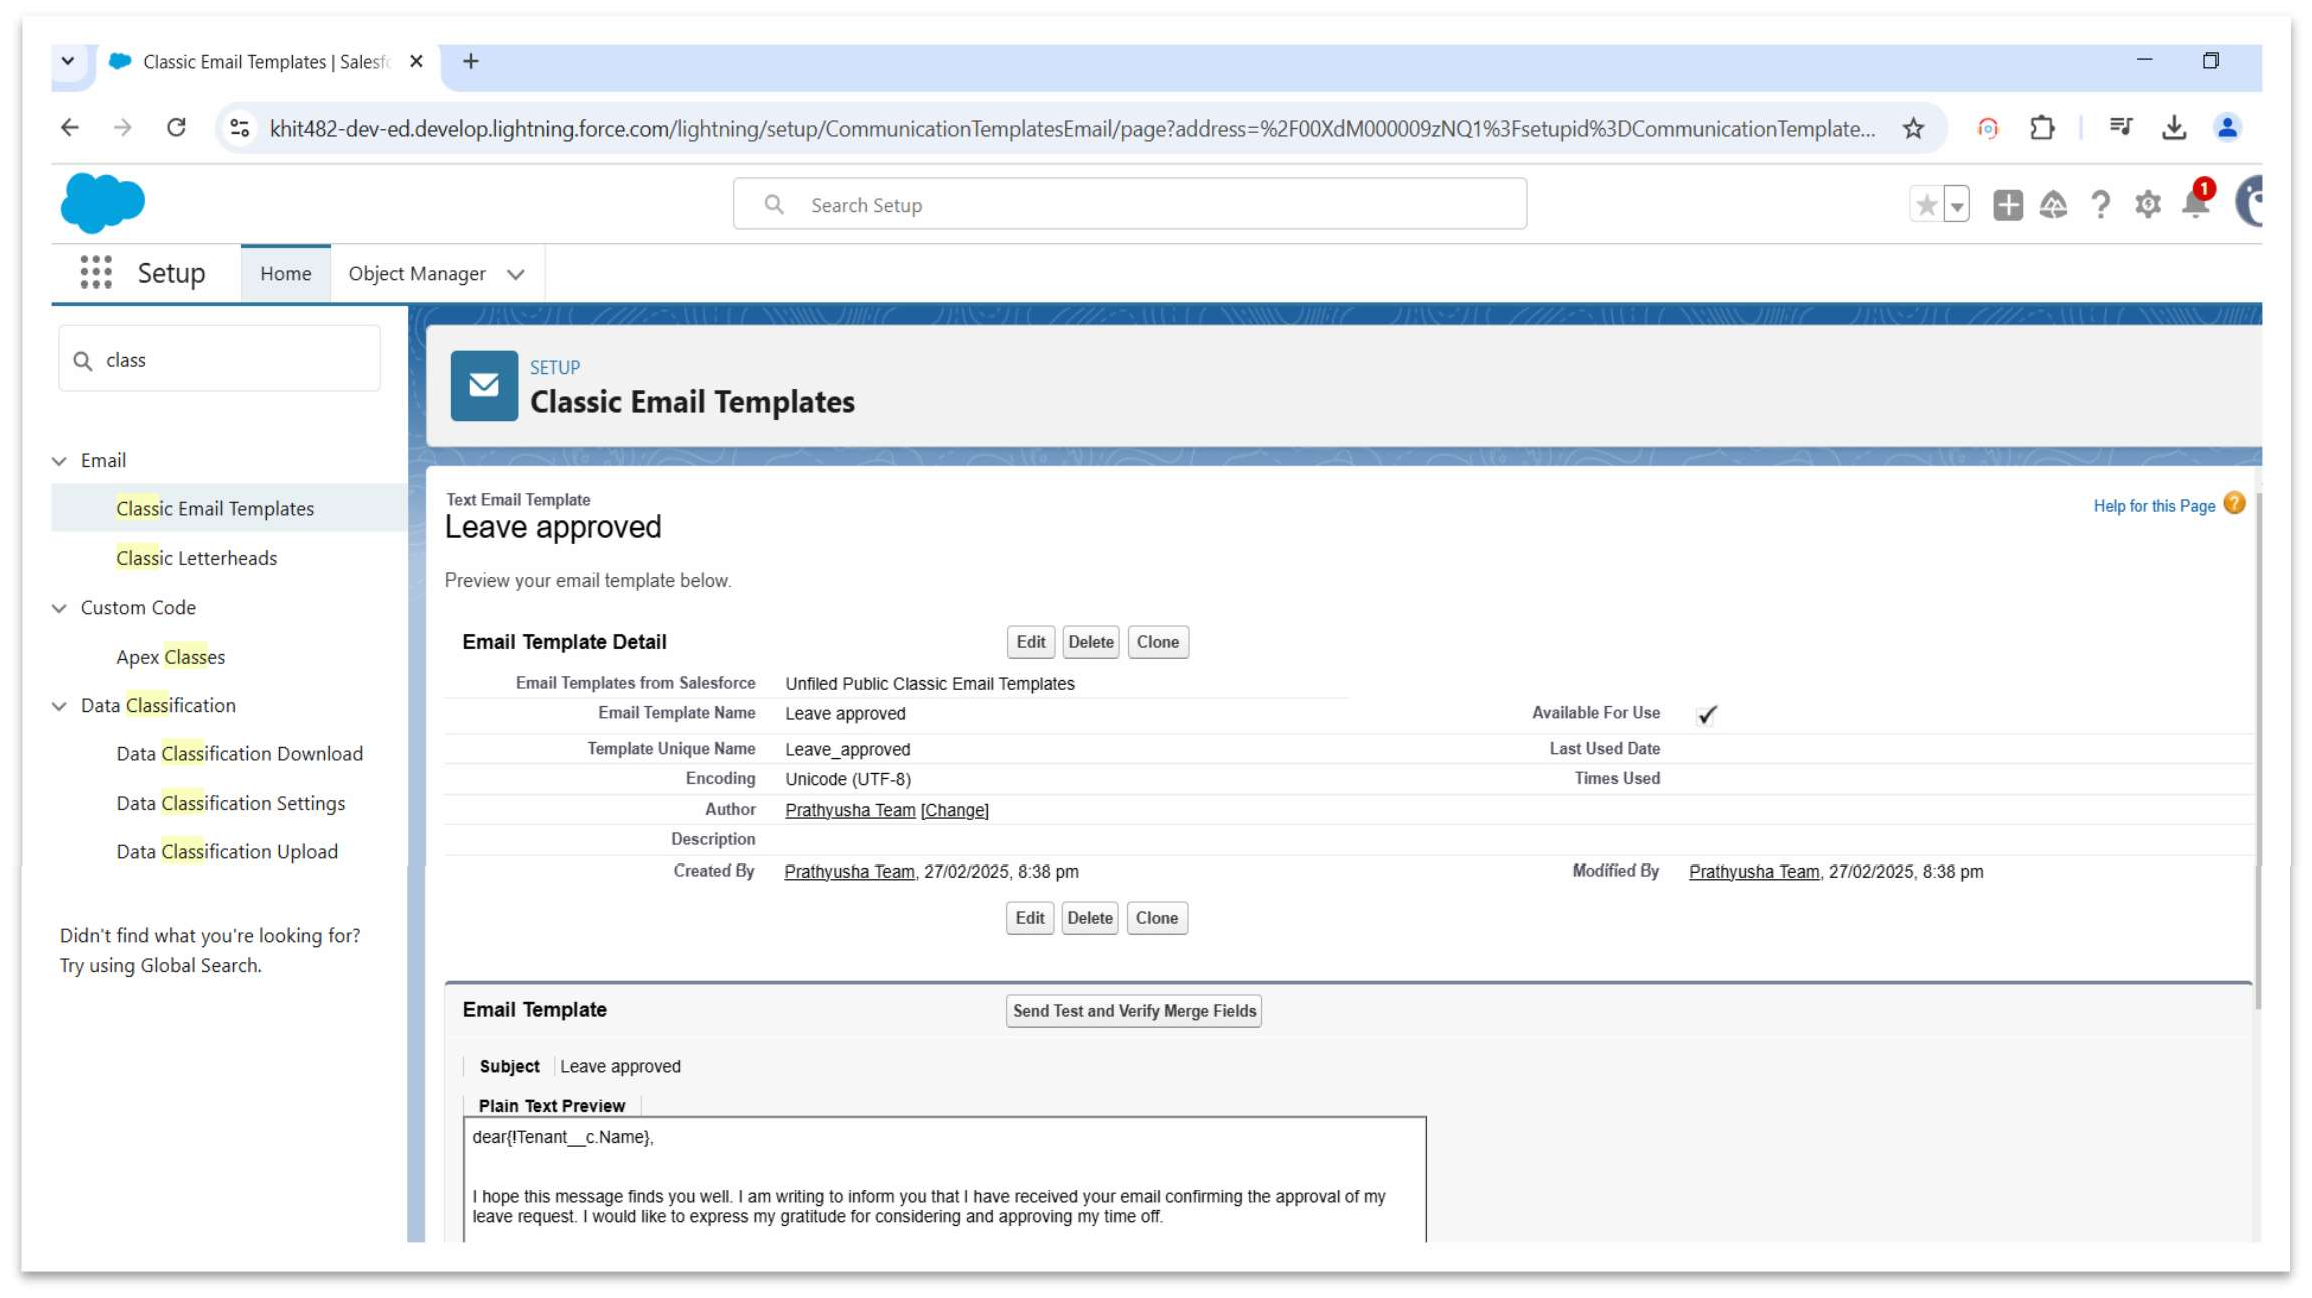 Classic Email Templates | Salesfo
khit482-dev-ed.develop.lightning.force.com/lightning/setup/CommunicationTemplatesEmail/page?address=%2F00XdM000009zNQ1%3Fsetupid%3DCommunicationTemplate...
Search Setup
1
Setup
Home
Object Manager
class
SETUP
Classic Email Templates
Email
Classic Email Templates
Classic Letterheads
Custom Code
Apex Classes
Data Classification
Data Classification Download
Data Classification Settings
Data Classification Upload
Didn't find what you're looking for?
Try using Global Search.
Text Email Template
Leave approved
Help for this Page
Preview your email template below.
Email Template Detail
Edit Delete Clone
Email Templates from Salesforce Unfiled Public Classic Email Templates
Email Template Name Leave approved Available For Use
Template Unique Name Leave_approved Last Used Date
Encoding Unicode (UTF-8) Times Used
Author Prathyusha Team [Change]
Description
Created By Prathyusha Team, 27/02/2025, 8:38 pm Modified By Prathyusha Team, 27/02/2025, 8:38 pm
Edit Delete Clone
Email Template Send Test and Verify Merge Fields
Subject Leave approved
Plain Text Preview
dear{!Tenant__c.Name},
I hope this message finds you well. I am writing to inform you that I have received your email confirming the approval of my
leave request. I would like to express my gratitude for considering and approving my time off.